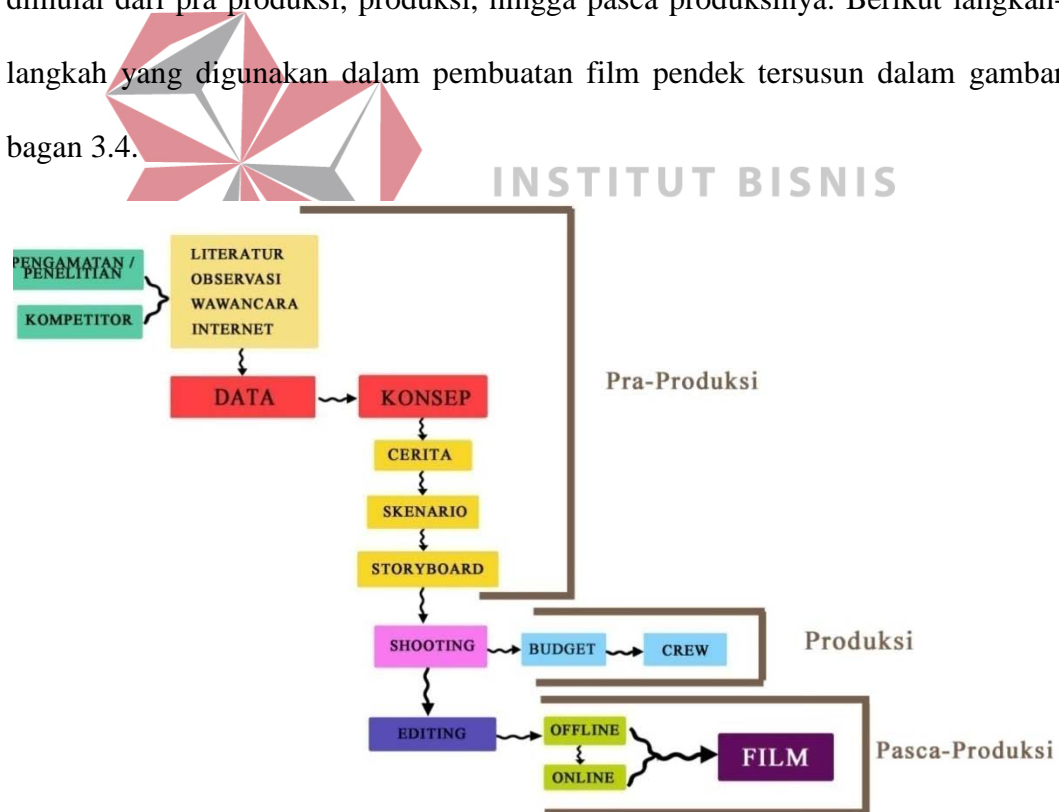 dimulai dari pra produksi, produksi, hingga pasca produksinya. Berikut langkah-
langkah yang digunakan dalam pembuatan film pendek tersusun dalam gambar
bagan 3.4.
INSTITUT BISNIS
PENGAMATAN /
PENELITIAN
KOMPETITOR
LITERATUR
OBSERVASI
WAWANCARA
INTERNET
DATA
KONSEP
CERITA
SKENARIO
STORYBOARD
Pra-Produksi
SHOOTING
BUDGET
CREW
Produksi
EDITING
OFFLINE
ONLINE
FILM
Pasca-Produksi